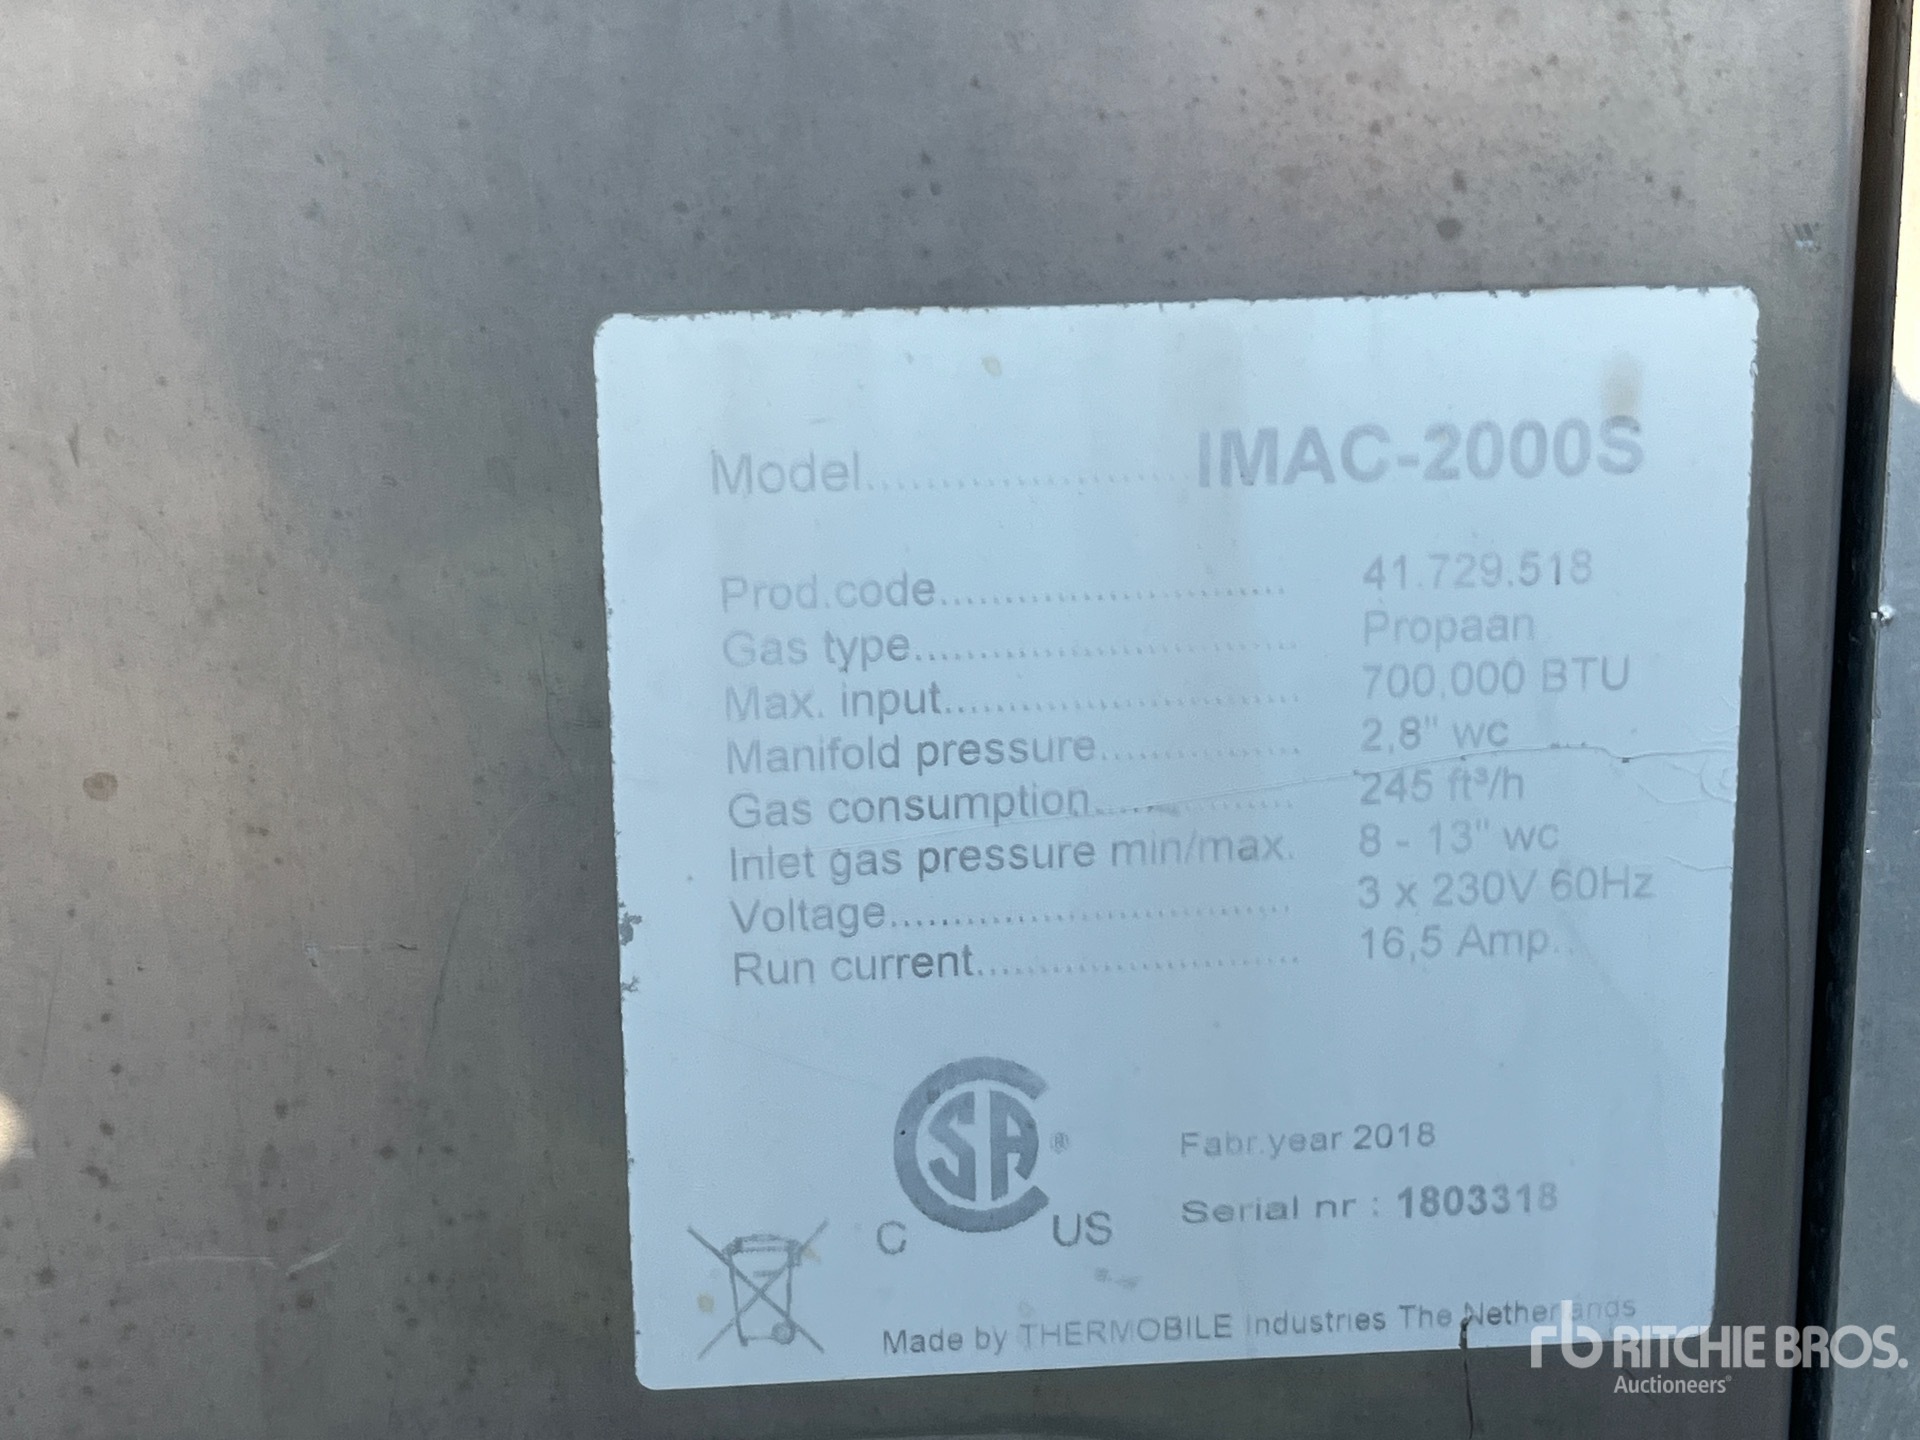 Model.................... IMAC-2000S
Prod.code.......................... 41.729.518
Gas type............................. Propaan
Max. input........................... 700,000 BTU
Manifold pressure............... 2,8" wc
Gas consumption............... 245 ft³/h
Inlet gas pressure min/max. 8 - 13" wc
Voltage............................... 3 x 230V 60Hz
Run current........................ 16,5 Amp..
CSA ®
C US
Fabr.year 2018
Serial nr : 1803318
Made by THERMOBILE Industries The Netherlands
rb RITCHIE BROS.
Auctioneers®